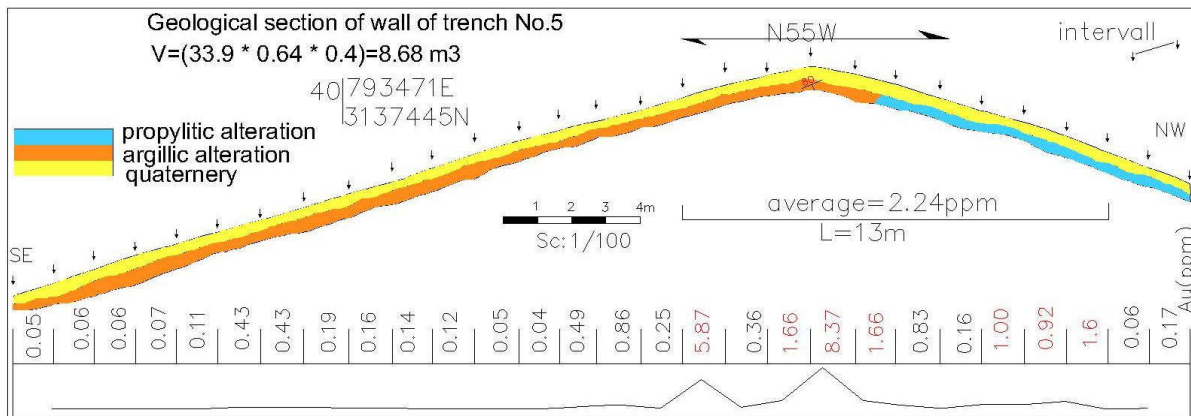 Geological section of wall of trench No.5
V=(33.9 * 0.64 * 0.4)=8.68 m3
N55W
intervall
40 793471E
3137445N
propylitic alteration
argillic alteration
quaternery
NW
1 2 3 4m
Sc:1/100
average=2.24ppm
L=13m
SE
Au(ppm)
0.05 0.06 0.06 0.07 0.11 0.43 0.43 0.19 0.16 0.14 0.12 0.05 0.04 0.49 0.86 0.25 5.87 0.36 1.66 8.37 1.66 0.83 0.16 1.00 0.92 1.6 0.06 0.17